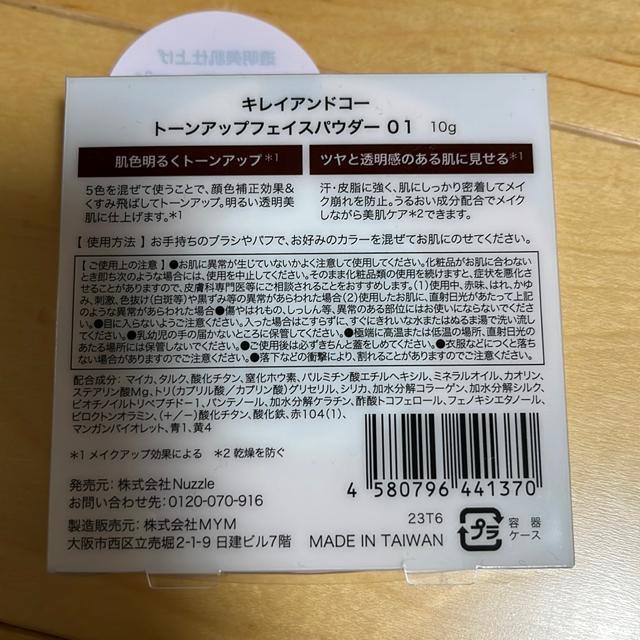 透明美肌仕上げ
キレイアンドコー
トーンアップフェイスパウダー 01 10g
肌色明るくトーンアップ *1
ツヤと透明感のある肌に見せる*1
5色を混ぜて使うことで、顔色補正効果&
くすみ飛ばしてトーンアップ。明るい透明美
肌に仕上げます。*1
汗・皮脂に強く、肌にしっかり密着してメイ
ク崩れを防止。うるおい成分配合でメイク
しながら美肌ケア*2できます。
【 使用方法 】お手持ちのブラシやパフで、お好みのカラーを混ぜてお肌にのせてください。
【 ご使用上の注意 】●お肌に異常が生じていないかよく注意して使用してください。化粧品がお肌に合わない
とき即ち次のような場合には、使用を中止してください。そのまま化粧品類の使用を続けますと、症状を悪化さ
せることがありますので、皮膚科専門医等にご相談されることをおすすめします。(1)使用中、赤味、はれ、かゆ
み、刺激、色抜け(白斑等)や黒ずみ等の異常があらわれた場合(2)使用したお肌に、直射日光があたって上記
のような異常があらわれた場合●傷やはれもの、しっしん等、異常のある部位にはお使いにならないでくださ
い。●目に入らないようご注意ください。入った場合はこすらずに、すぐにきれいな水またはぬるま湯で洗い流し
てください。●乳幼児の手の届かないところに保管してください。●極端に高温または低温の場所、直射日光の
あたる場所には保管しないでください。●ご使用後は必ずきちんと蓋をしめてください。●衣服などにつくと落ち
ない場合がありますのでご注意ください。●落下などの衝撃により、割れることがありますのでご注意ください。
配合成分: マイカ、タルク、酸化チタン、窒化ホウ素、パルミチン酸エチルヘキシル、ミネラルオイル、カオリン、
ステアリン酸Mg、トリ(カプリル酸/カプリン酸)グリセリル、シリカ、加水分解コラーゲン、加水分解シルク、
ビオチノイルトリペプチド-1、パンテノール、加水分解ケラチン、酢酸トコフェロール、フェノキシエタノール、
ピロクトンオラミン、(+/−)酸化チタン、酸化鉄、赤104(1)、
マンガンバイオレット、青1、黄4
*1 メイクアップ効果による *2 乾燥を防ぐ
発売元: 株式会社Nuzzle
お問い合わせ先: 0120-070-916
製造販売元: 株式会社MYM
大阪市西区立売堀2-1-9 日建ビル7階
4 580796 441370
23T6
MADE IN TAIWAN
プラ
容器
ケース